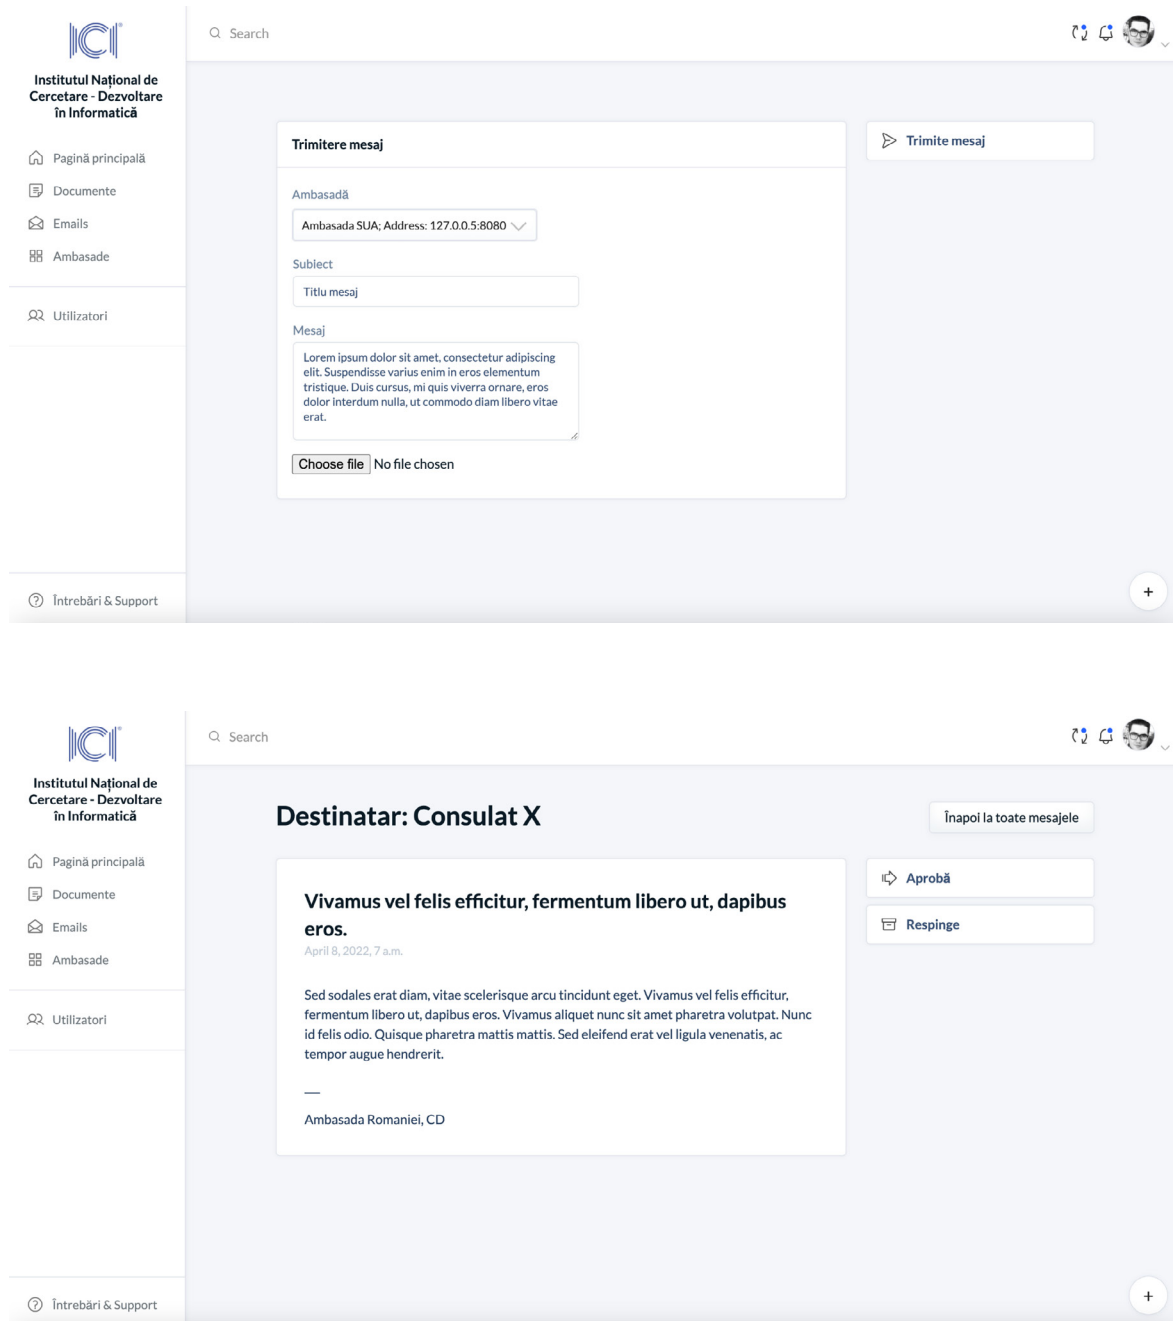 ICI
Search
Institutul Național de
Cercetare - Dezvoltare
în Informatică
Pagină principală
Documente
Emails
Ambasade
Utilizatori
Întrebări & Support
Trimitere mesaj
Ambasadă
Ambasada SUA; Address: 127.0.0.5:8080
Subiect
Titlu mesaj
Mesaj
Lorem ipsum dolor sit amet, consectetur adipiscing
elit. Suspendisse varius enim in eros elementum
tristique. Duis cursus, mi quis viverra ornare, eros
dolor interdum nulla, ut commodo diam libero vitae
erat.
Choose file No file chosen
Trimite mesaj
+
ICI
Search
Institutul Național de
Cercetare - Dezvoltare
în Informatică
Pagină principală
Documente
Emails
Ambasade
Utilizatori
Întrebări & Support
Destinatar: Consulat X
Înapoi la toate mesajele
Vivamus vel felis efficitur, fermentum libero ut, dapibus
eros.
April 8, 2022, 7 a.m.
Sed sodales erat diam, vitae scelerisque arcu tincidunt eget. Vivamus vel felis efficitur,
fermentum libero ut, dapibus eros. Vivamus aliquet nunc sit amet pharetra volutpat. Nunc
id felis odio. Quisque pharetra mattis mattis. Sed eleifend erat vel ligula venenatis, ac
tempor augue hendrerit.
—
Ambasada Romaniei, CD
Aprobă
Respinge
+